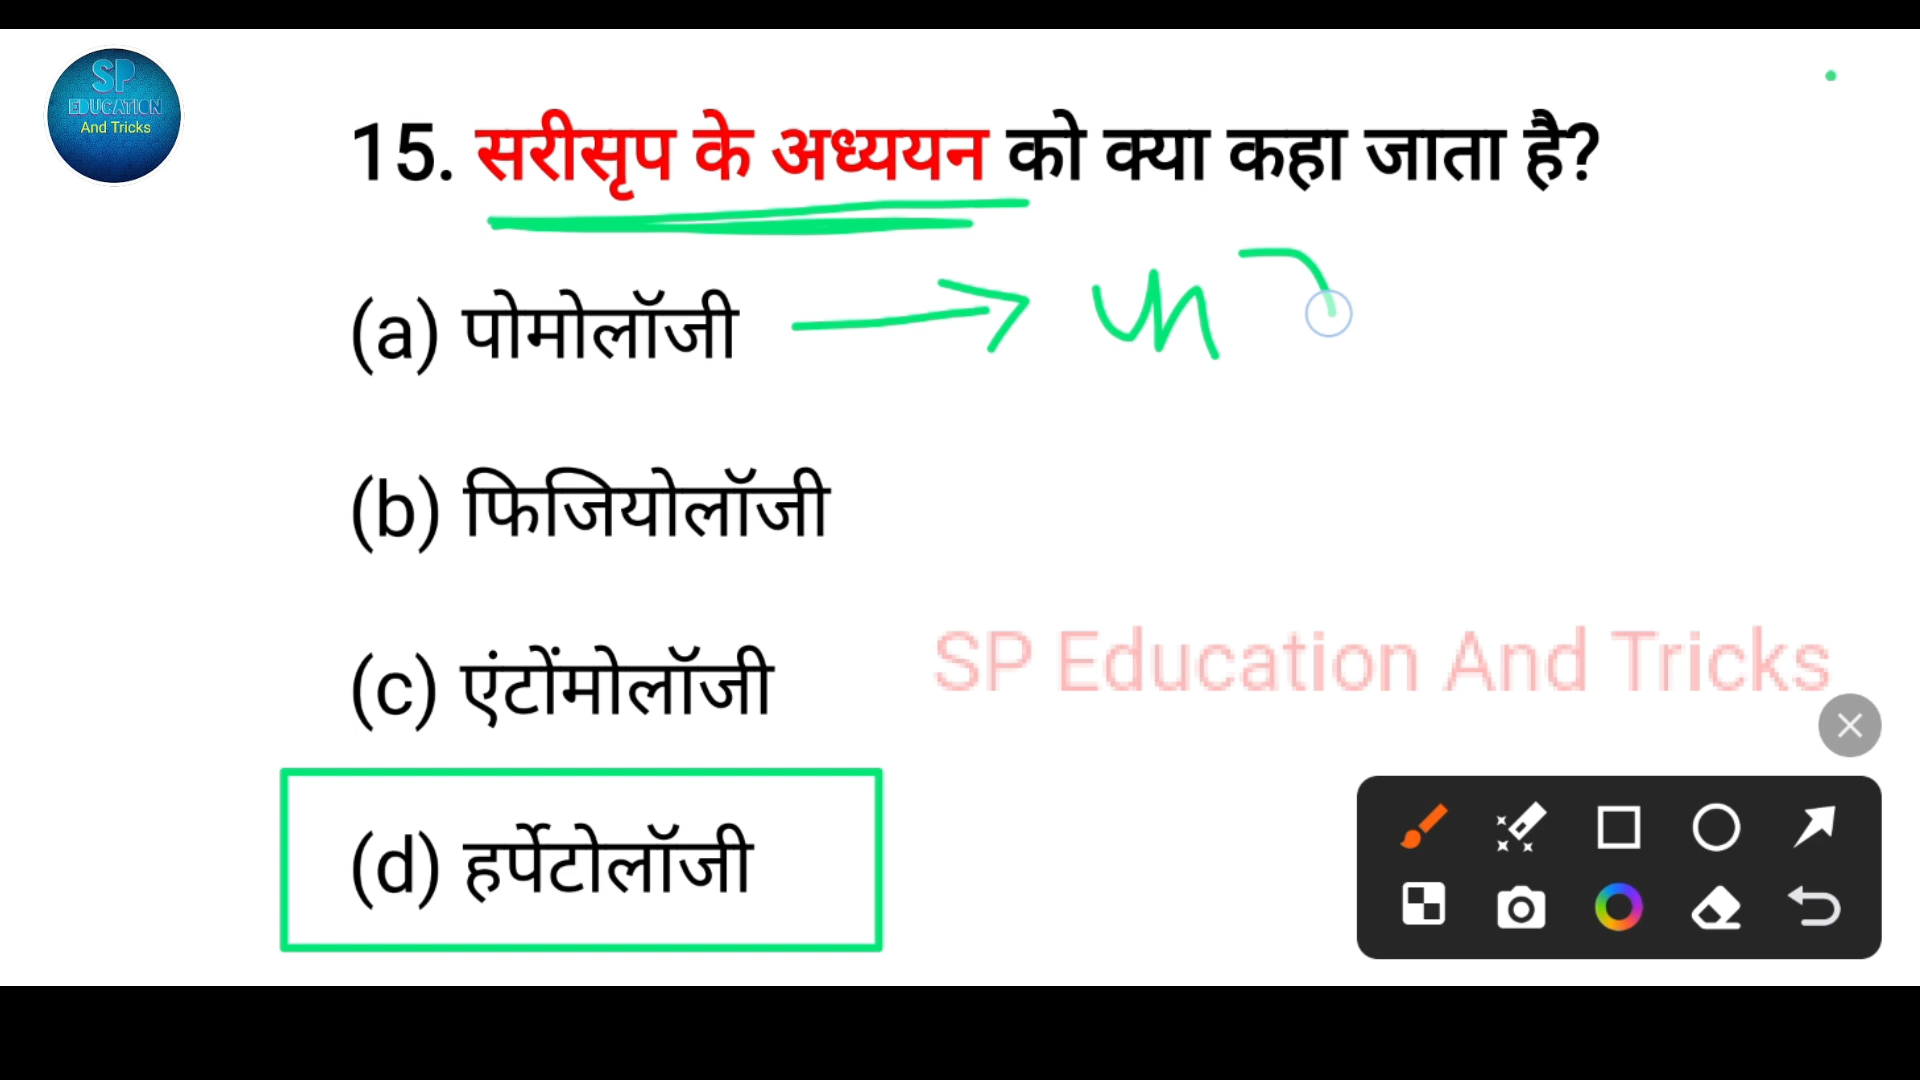 SP
EDUCATION
And Tricks
15. सरीसृप के अध्ययन को क्या कहा जाता है?
(a) पोमोलॉजी
(b) फिजियोलॉजी
(c) एंटोंमोलॉजी
SP Education And Tricks
(d) हर्पेटोलॉजी